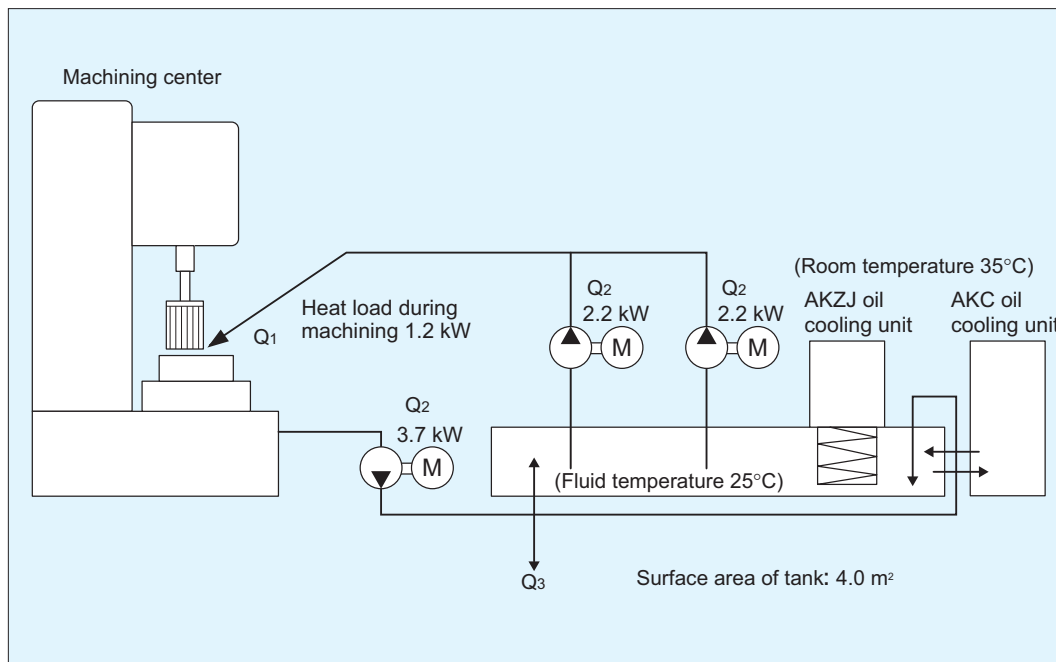 Machining center
(Room temperature 35°C)
AKZJ oil
cooling unit
AKC oil
cooling unit
Q2
2.2 kW
M
Q2
2.2 kW
M
Heat load during
machining 1.2 kW
Q1
Q2
3.7 kW
M
(Fluid temperature 25°C)
Q3
Surface area of tank: 4.0 m²